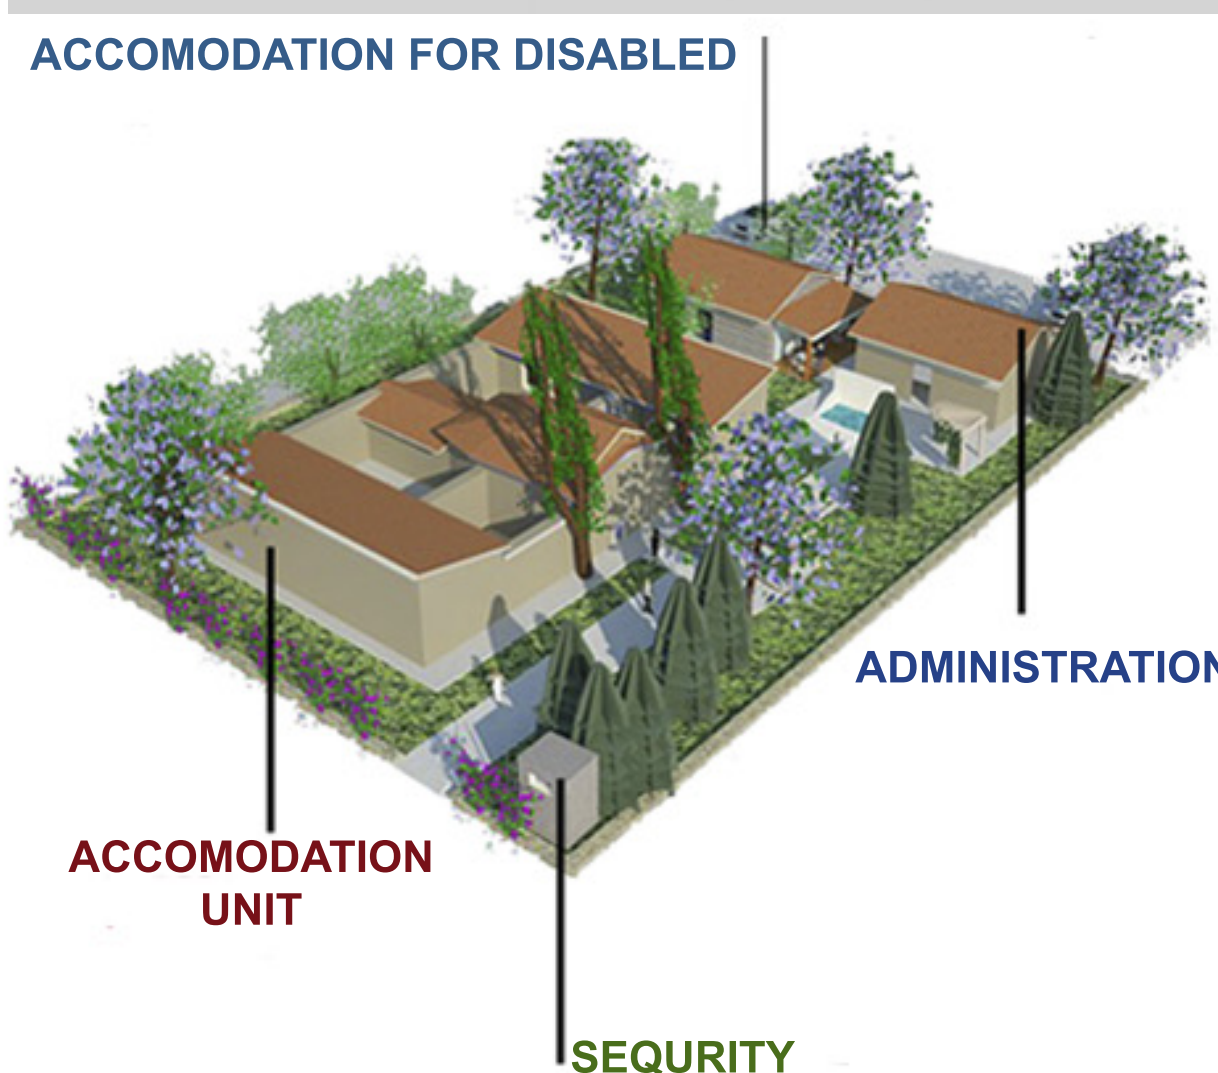 ACCOMODATION FOR DISABLED
ADMINISTRATION
ACCOMODATION
UNIT
SEQURITY